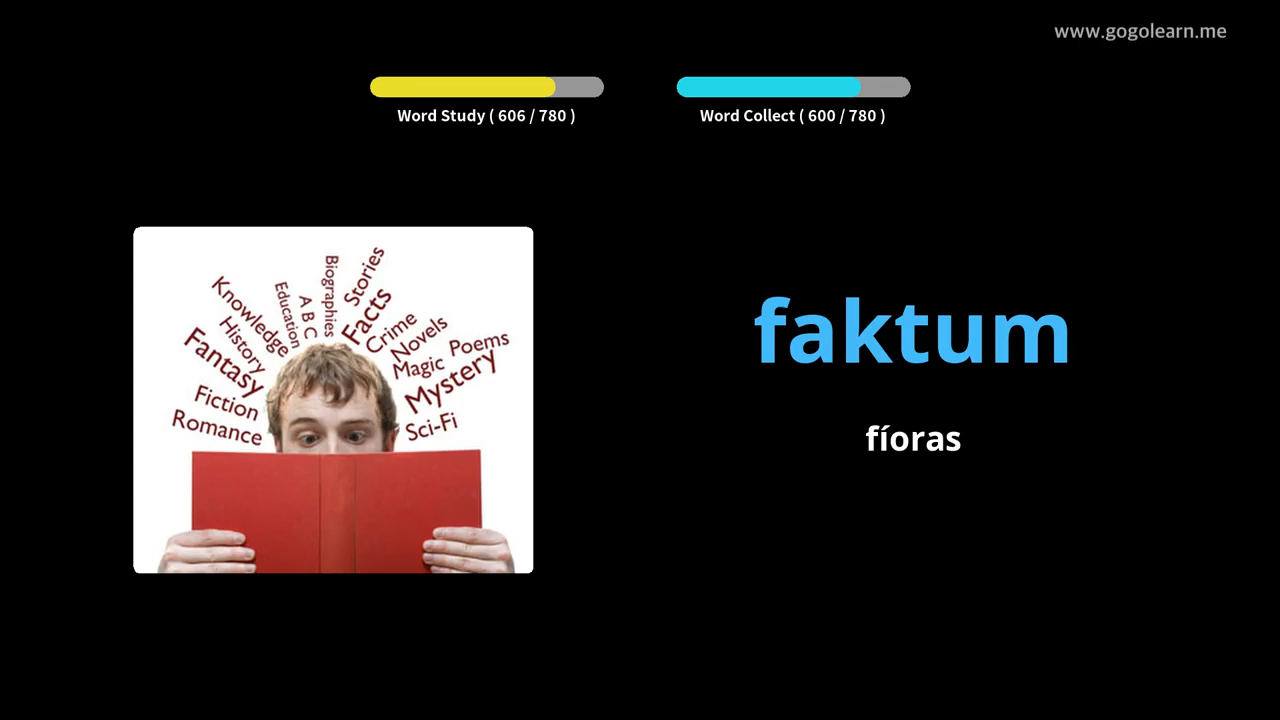 www.gogolearn.me
Word Study ( 606 / 780 )
Word Collect ( 600 / 780 )
Biographies
Stories
Education
A B C
Facts
Knowledge
Crime
History
Novels
Poems
Fantasy
Magic
Mystery
Fiction
Romance
Sci-Fi
faktum
fíoras